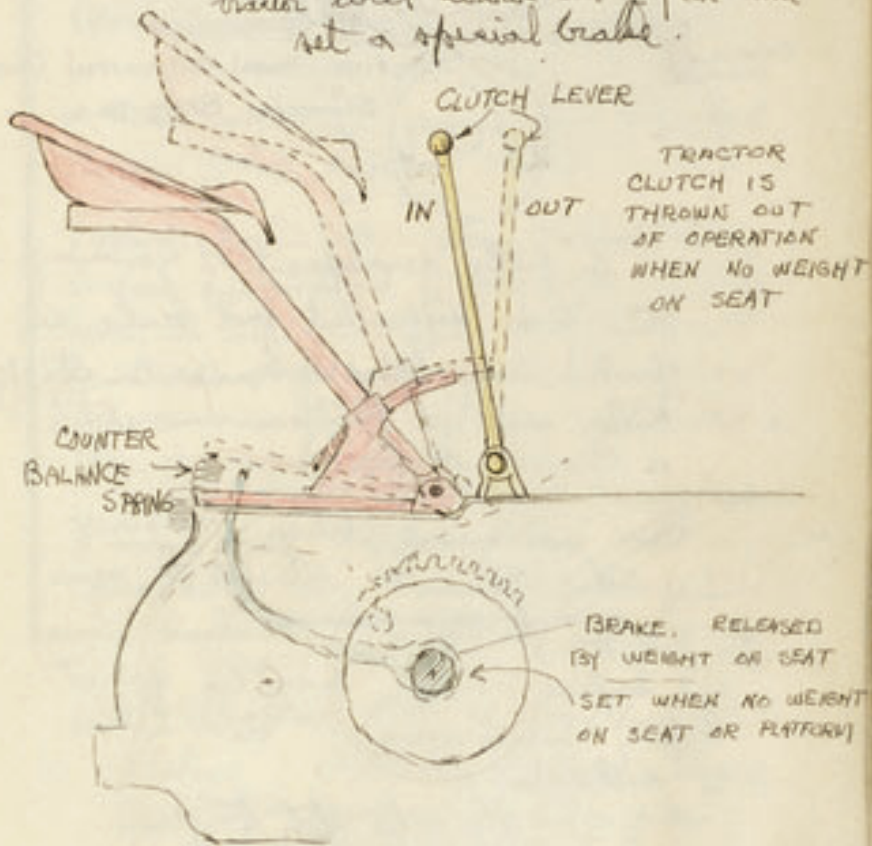 set a special brake.
CLUTCH LEVER
IN
OUT
TRACTOR
CLUTCH IS
THROWN OUT
OF OPERATION
WHEN NO WEIGHT
ON SEAT
COUNTER
BALANCE
SPRING
BRAKE. RELEASED
BY WEIGHT ON SEAT
SET WHEN NO WEIGHT
ON SEAT OR PLATFORM